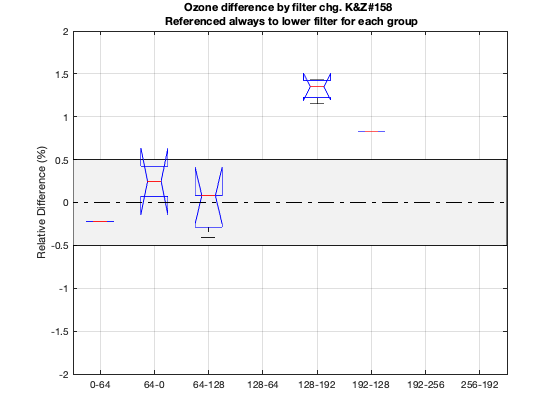 Ozone difference by filter chg. K&Z#158
Referenced always to lower filter for each group
Relative Difference (%)
2
1.5
1
0.5
0
-0.5
-1
-1.5
-2
0-64 64-0 64-128 128-64 128-192 192-128 192-256 256-192